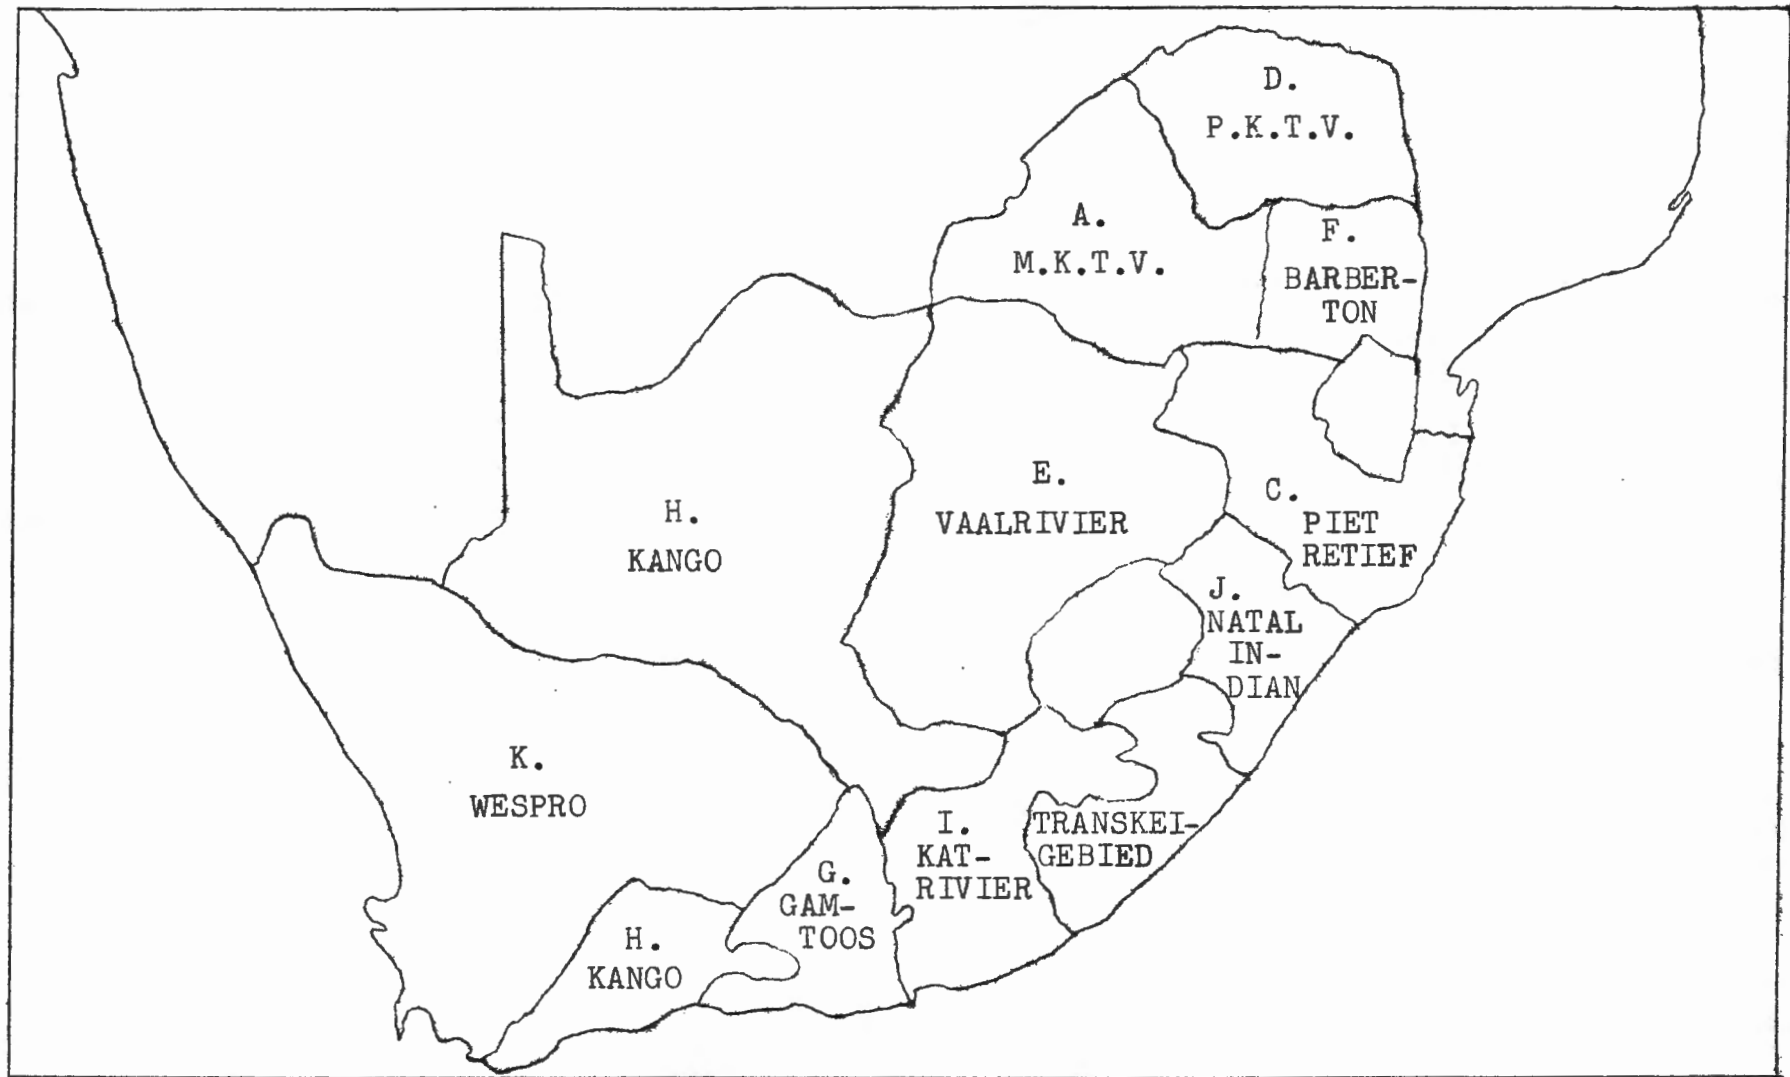 D.
P.K.T.V.
A.
M.K.T.V.
F.
BARBER-
TON
E.
VAALRIVIER
C.
PIET
RETIEF
H.
KANGO
J.
NATAL
IN-
DIAN
K.
WESPRO
I.
KAT-
RIVIER
TRANSKEI-
GEBIED
G.
GAM-
TOOS
H.
KANGO